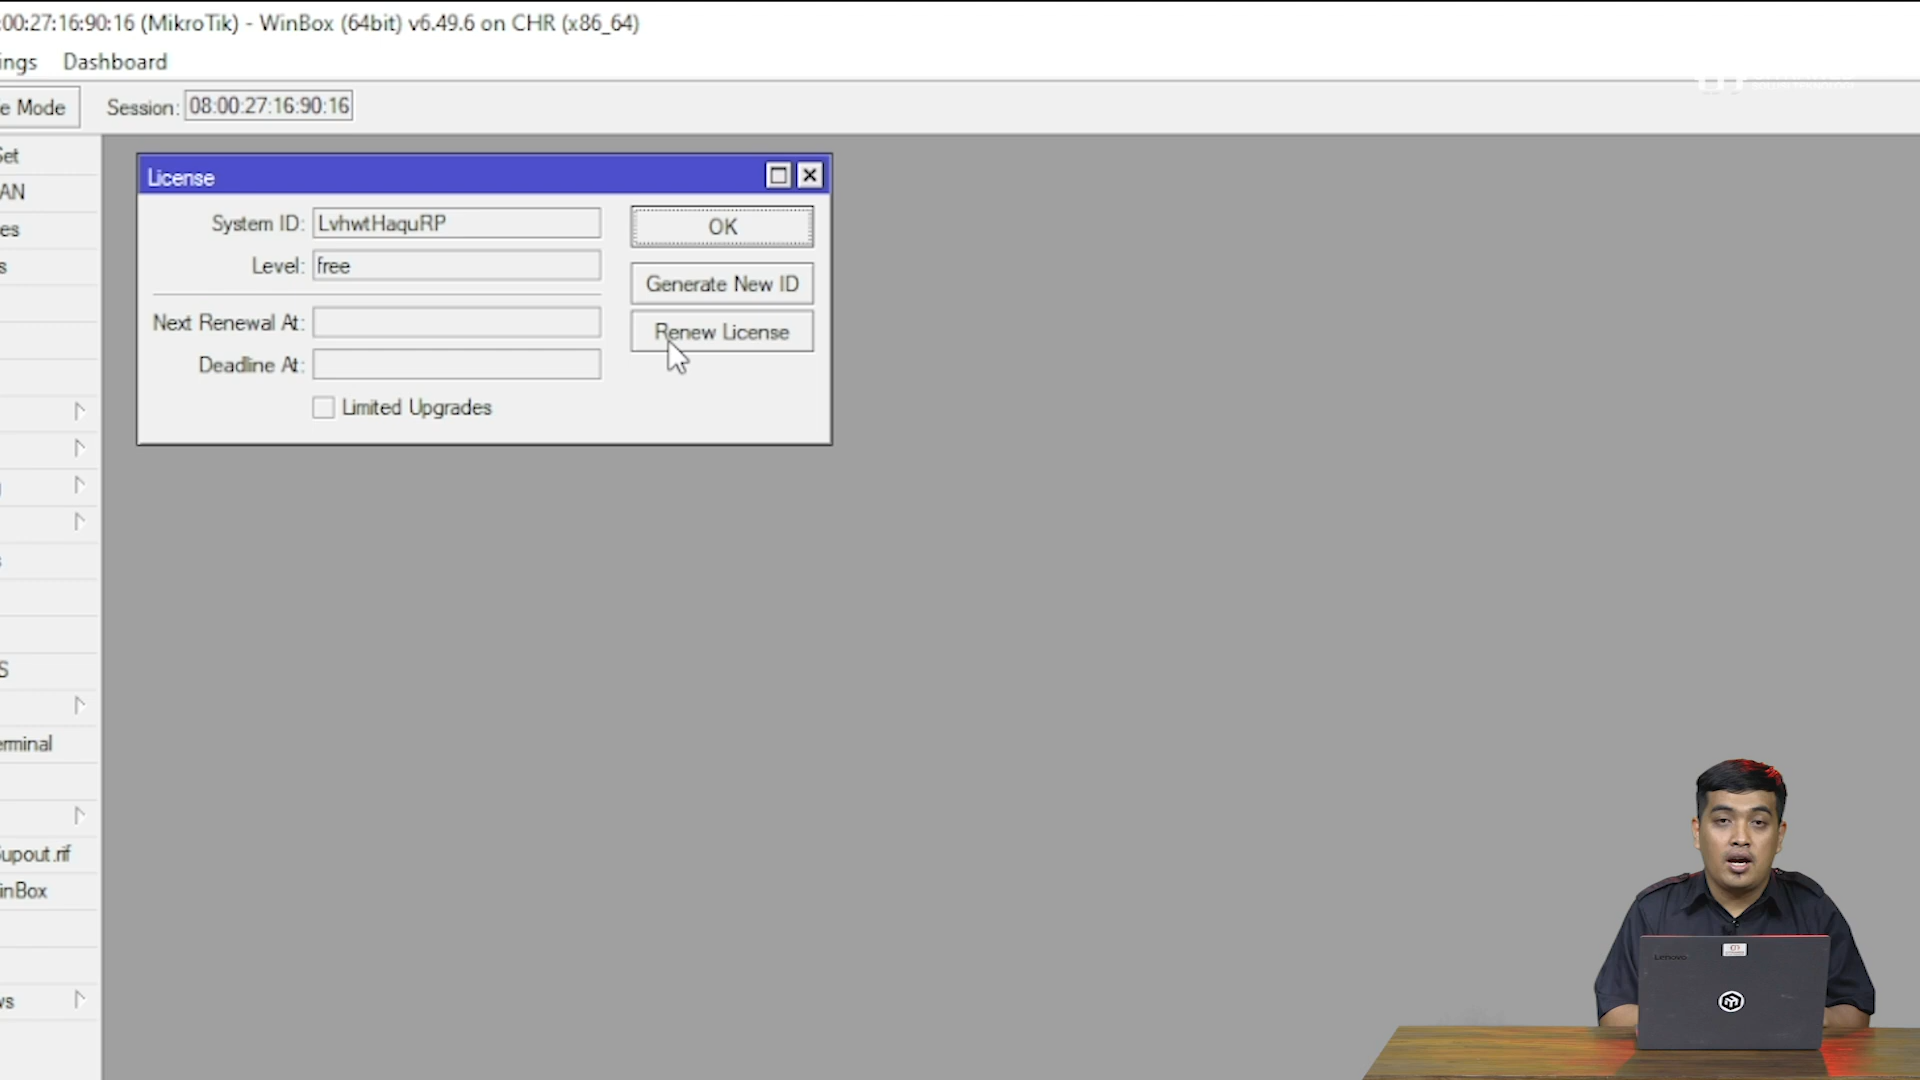 :00:27:16:90:16 (MikroTik) - WinBox (64bit) v6.49.6 on CHR (x86_64)
ings Dashboard
e Mode Session: 08:00:27:16:90:16
Set
AN
es
s
License
System ID: LvhwtHaquRP
OK
Level: free
Generate New ID
Next Renewal At:
Renew License
Deadline At:
Limited Upgrades
S
erminal
Supout.rif
inBox
ws
Lenovo